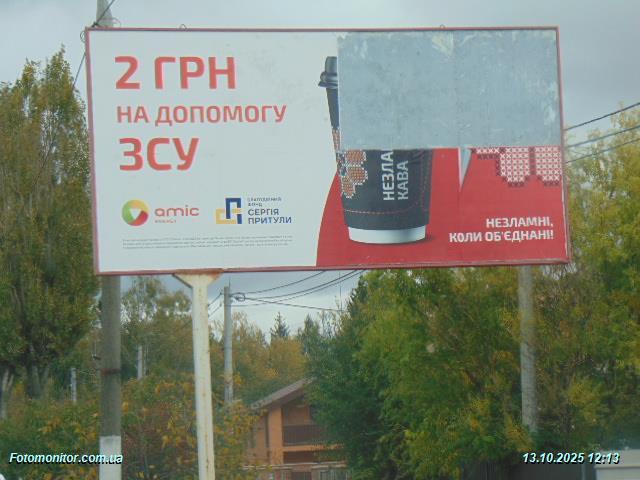 2 ГРН
НА ДОПОМОГУ
ЗСУ
amic
ENERGY
БЛАГОДІЙНИЙ
ФОНД
СЕРГІЯ
ПРИТУЛИ
НЕЗЛА
КАВА
НЕЗЛАМНІ,
КОЛИ ОБ'ЄДНАНІ!
Fotomonitor.com.ua
13.10.2025 12:13